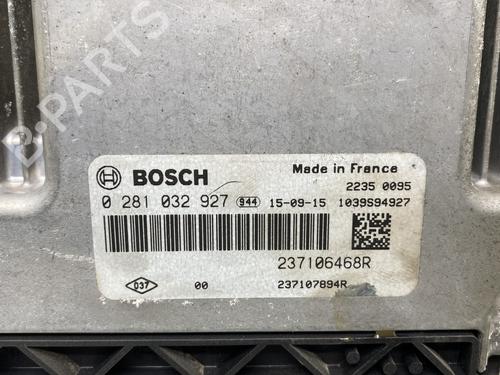 B-PARTS
BOSCH
Made in France
2235 0095
0 281 032 927 944 15-09-15 1039S94927
237106468R
D37 00 237107894R